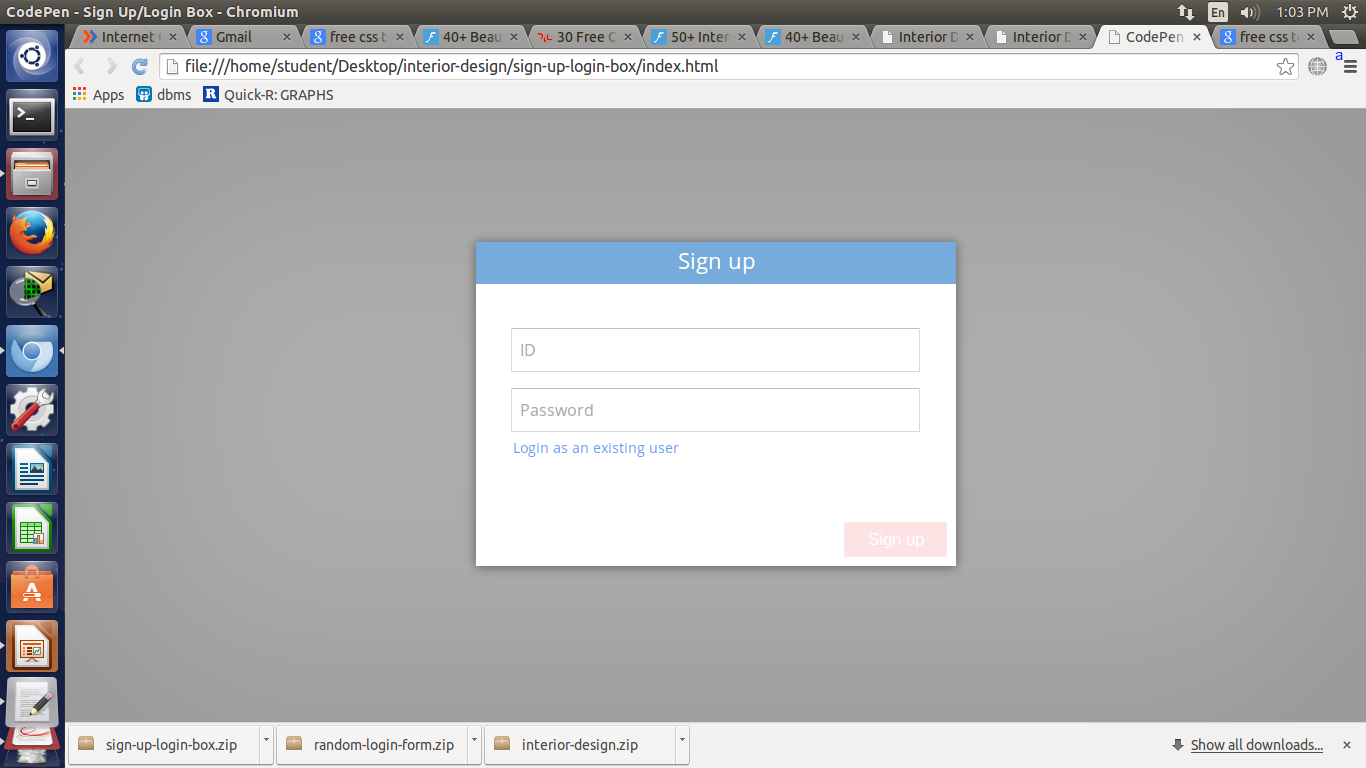 CodePen - Sign Up/Login Box - Chromium
En
1:03 PM
Internet
Gmail
free css t
40+ Beau
30 Free C
50+ Inter
40+ Beau
Interior D
Interior D
CodePen
free css t
file:///home/student/Desktop/interior-design/sign-up-login-box/index.html
a
Apps
dbms
R
Quick-R: GRAPHS
Sign up
ID
Password
Login as an existing user
Sign up
sign-up-login-box.zip
random-login-form.zip
interior-design.zip
Show all downloads...